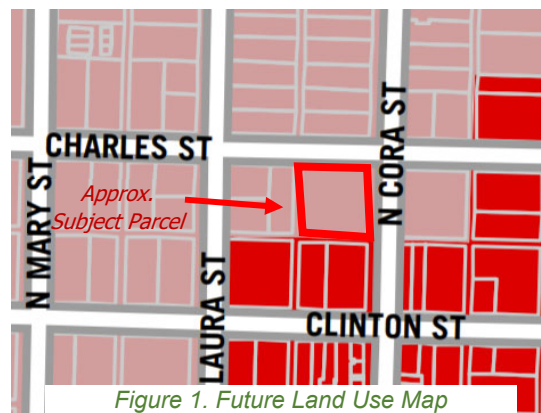 CHARLES ST
N CORA ST
N MARY ST
Approx.
Subject Parcel
LAURA ST
CLINTON ST
Figure 1. Future Land Use Map